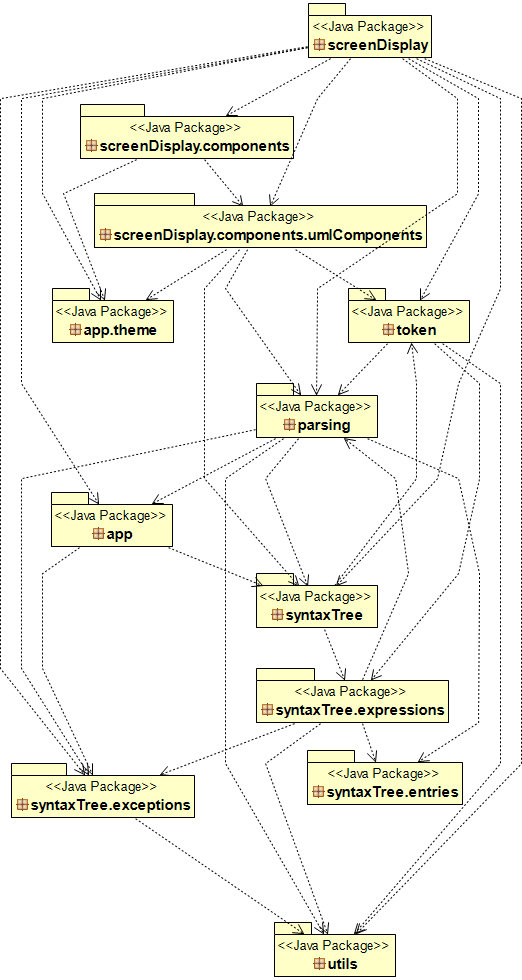 <<Java Package>>
screenDisplay
<<Java Package>>
screenDisplay.components
<<Java Package>>
screenDisplay.components.umlComponents
<<Java Package>>
app.theme
<<Java Package>>
token
<<Java Package>>
parsing
<<Java Package>>
app
<<Java Package>>
syntaxTree
<<Java Package>>
syntaxTree.expressions
<<Java Package>>
syntaxTree.exceptions
<<Java Package>>
syntaxTree.entries
<<Java Package>>
utils